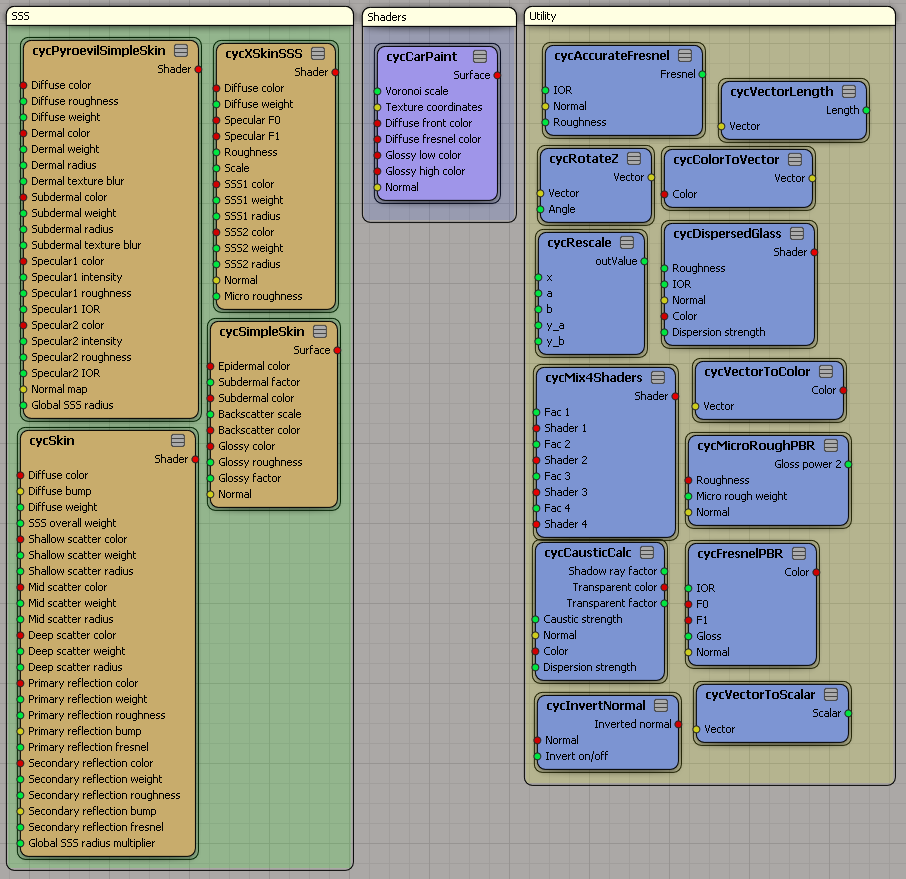 SSS
cycPyroevilSimpleSkin
Shader
Diffuse color
Diffuse roughness
Diffuse weight
Dermal color
Dermal weight
Dermal radius
Dermal texture blur
Subdermal color
Subdermal weight
Subdermal radius
Subdermal texture blur
Specular1 color
Specular1 intensity
Specular1 roughness
Specular1 IOR
Specular2 color
Specular2 intensity
Specular2 roughness
Specular2 IOR
Normal map
Global SSS radius
cycSkin
Shader
Diffuse color
Diffuse bump
Diffuse weight
SSS overall weight
Shallow scatter color
Shallow scatter weight
Shallow scatter radius
Mid scatter color
Mid scatter weight
Mid scatter radius
Deep scatter color
Deep scatter weight
Deep scatter radius
Primary reflection color
Primary reflection weight
Primary reflection roughness
Primary reflection bump
Primary reflection fresnel
Secondary reflection color
Secondary reflection weight
Secondary reflection roughness
Secondary reflection bump
Secondary reflection fresnel
Global SSS radius multiplier
cycXSkinSSS
Shader
Diffuse color
Diffuse weight
Specular F0
Specular F1
Roughness
Scale
SSS1 color
SSS1 weight
SSS1 radius
SSS2 color
SSS2 weight
SSS2 radius
Normal
Micro roughness
cycSimpleSkin
Surface
Epidermal color
Subdermal factor
Subdermal color
Backscatter scale
Backscatter color
Glossy color
Glossy roughness
Glossy factor
Normal
Shaders
cycCarPaint
Surface
Voronoi scale
Texture coordinates
Diffuse front color
Diffuse fresnel color
Glossy low color
Glossy high color
Normal
Utility
cycAccurateFresnel
Fresnel
IOR
Normal
Roughness
cycVectorLength
Length
Vector
cycRotate2
Vector
Vector
Angle
cycColorToVector
Vector
Color
cycRescale
outValue
x
a
b
y_a
y_b
cycDispersedGlass
Shader
Roughness
IOR
Normal
Color
Dispersion strength
cycMix4Shaders
Shader
Fac 1
Shader 1
Fac 2
Shader 2
Fac 3
Shader 3
Fac 4
Shader 4
cycVectorToColor
Color
Vector
cycMicroRoughPBR
Gloss power 2
Roughness
Micro rough weight
Normal
cycCausticCalc
Shadow ray factor
Transparent color
Transparent factor
Caustic strength
Normal
Color
Dispersion strength
cycFresnelPBR
Color
IOR
F0
F1
Gloss
Normal
cycInvertNormal
Inverted normal
Normal
Invert on/off
cycVectorToScalar
Scalar
Vector